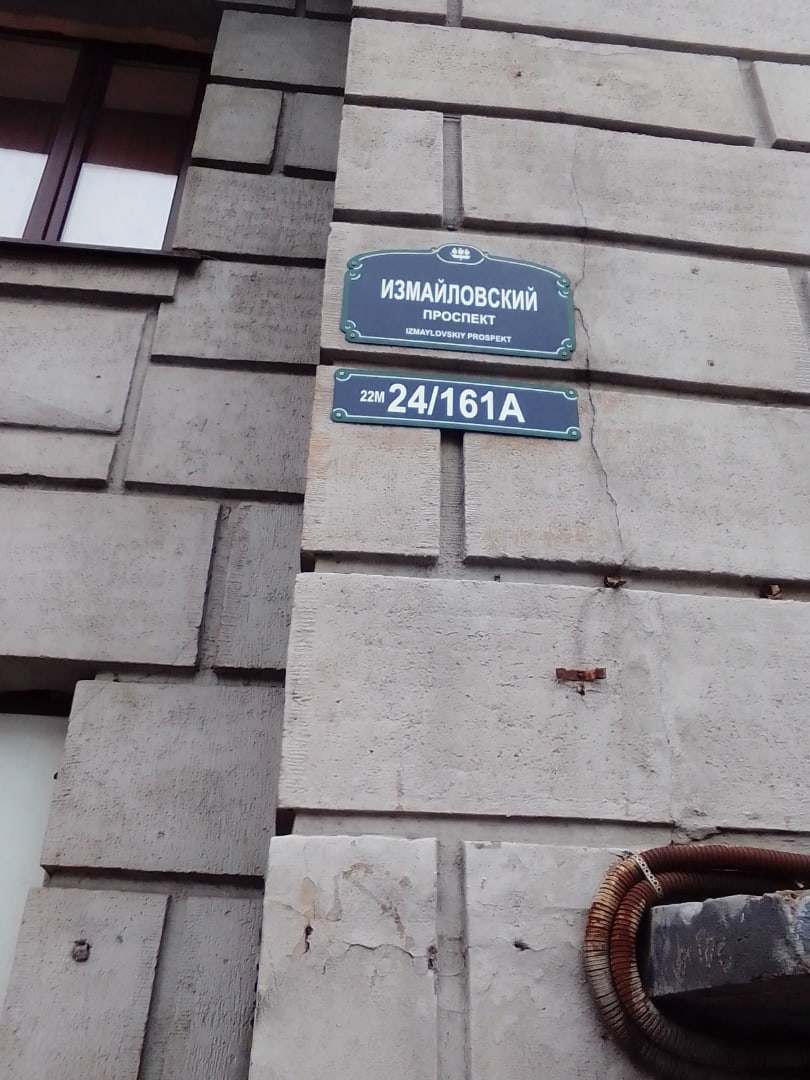 ИЗМАЙЛОВСКИЙ
ПРОСПЕКТ
IZMAYLOVSKIY PROSPEKT
22М 24/161А